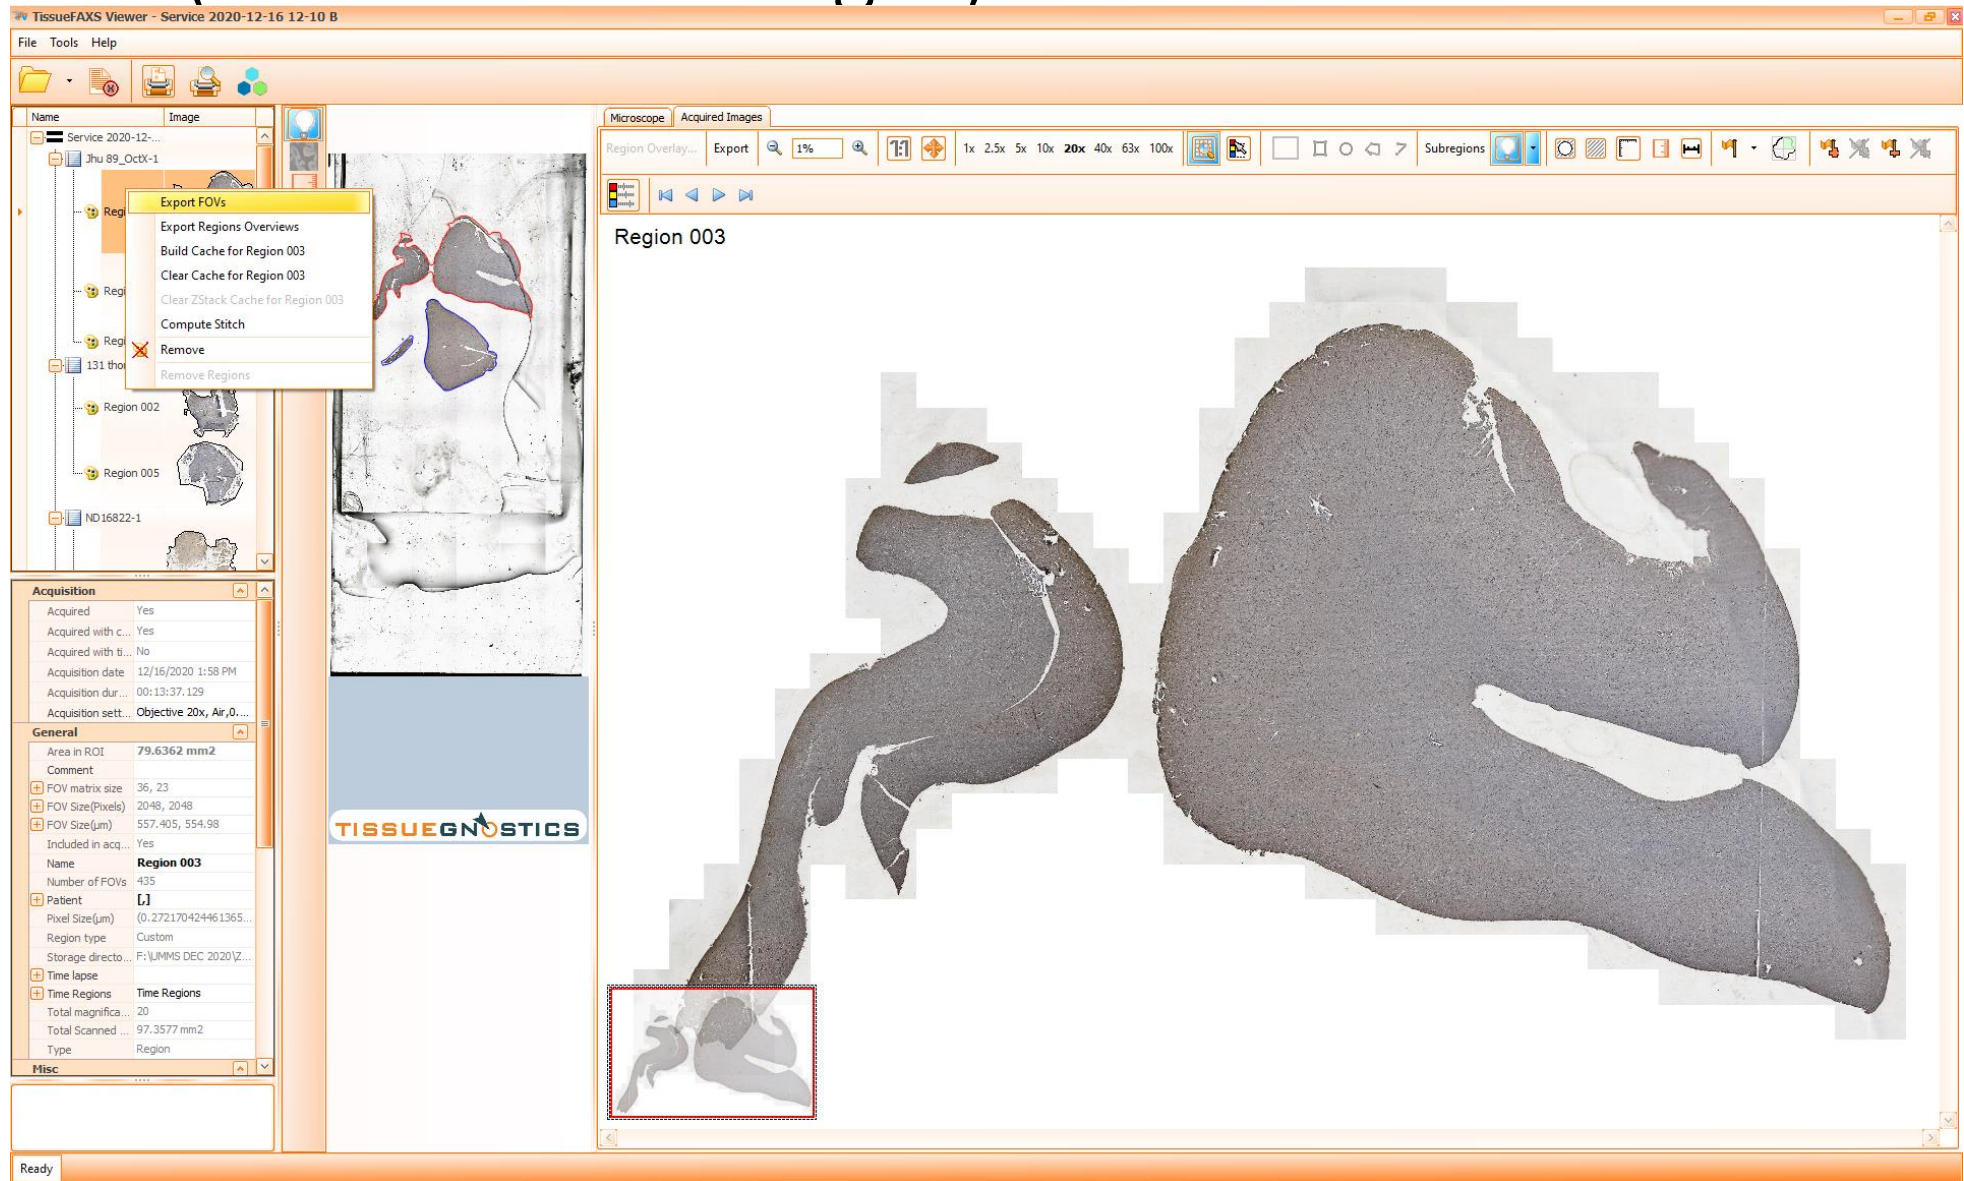 TissueFAXS Viewer - Service 2020-12-16 12-10 B
File Tools Help
Name Image
Service 2020-12-...
Jhu 89_OctX-1
Regi
Regi
Regi
131 tho
Region 002
Region 005
ND16822-1
Export FOVs
Export Regions Overviews
Build Cache for Region 003
Clear Cache for Region 003
Clear ZStack Cache for Region 003
Compute Stitch
Remove
Remove Regions
Acquisition
Acquired Yes
Acquired with c... Yes
Acquired with ti... No
Acquisition date 12/16/2020 1:58 PM
Acquisition dur... 00:13:37.129
Acquisition sett... Objective 20x, Air,0....
General
Area in ROI 79.6362 mm2
Comment
FOV matrix size 36, 23
FOV Size(Pixels) 2048, 2048
FOV Size(µm) 557.405, 554.98
Included in acq... Yes
Name Region 003
Number of FOVs 435
Patient [,]
Pixel Size(µm) (0.272170424461365...
Region type Custom
Storage directo... F:\UMMS DEC 2020\Z...
Time lapse
Time Regions Time Regions
Total magnifica... 20
Total Scanned ... 97.3577 mm2
Type Region
Misc
Ready
TISSUEGNOSTICS
Microscope Acquired Images
Region Overlay... Export 1% 1:1 1x 2.5x 5x 10x 20x 40x 63x 100x Subregions
Region 003